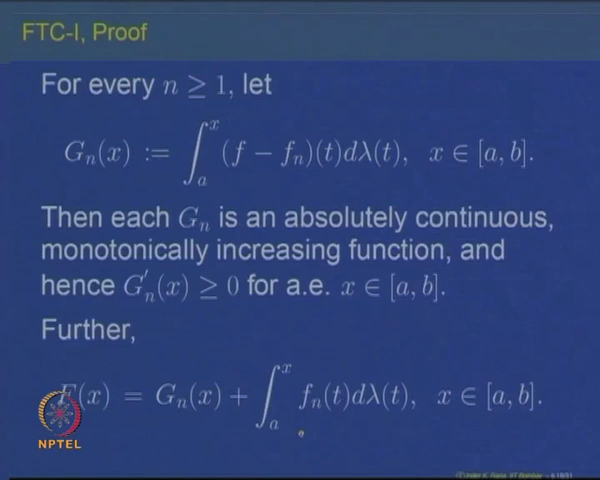 FTC-I, Proof
For every n ≥ 1, let
G_n(x) := ∫_a^x (f − f_n)(t)dλ(t), x ∈ [a, b].
Then each G_n is an absolutely continuous,
monotonically increasing function, and
hence G'_n(x) ≥ 0 for a.e. x ∈ [a, b].
Further,
F(x) = G_n(x) + ∫_a^x f_n(t)dλ(t), x ∈ [a, b].
NPTEL